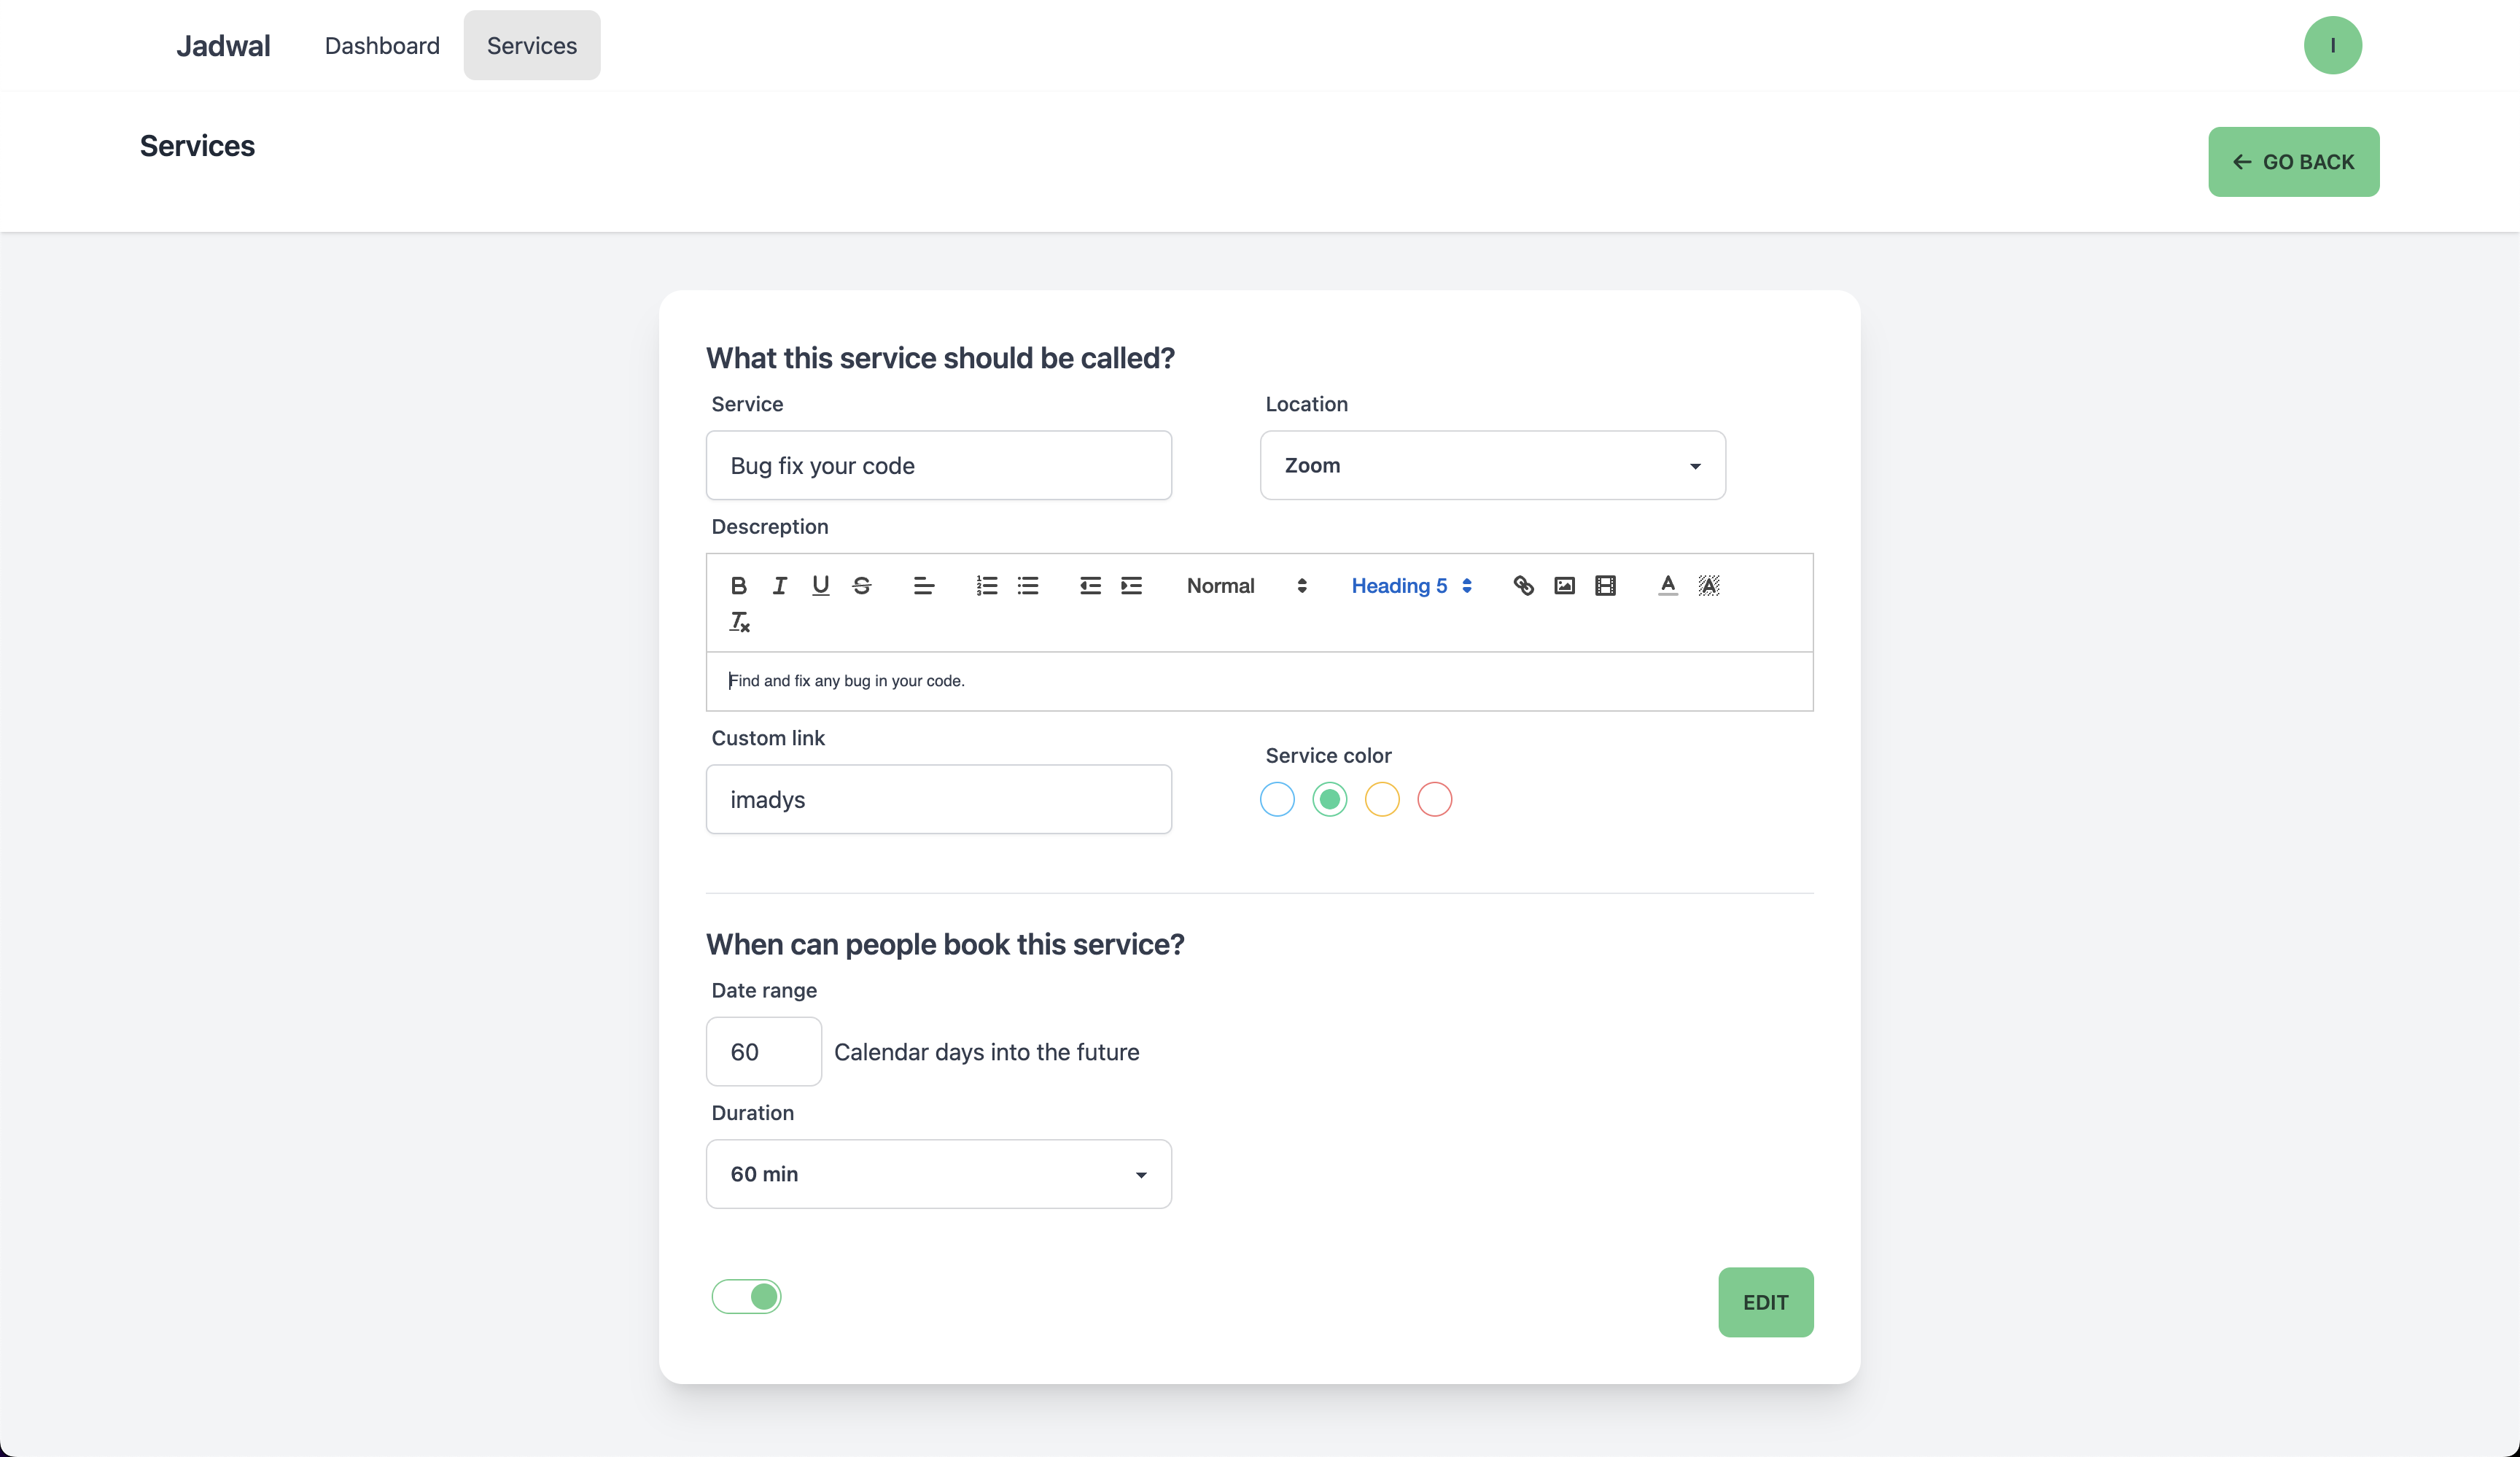 Jadwal Dashboard Services I
Services
GO BACK
What this service should be called?
Service Location
Bug fix your code Zoom
Descreption
Normal Heading 5
Find and fix any bug in your code.
Custom link Service color
imadys
When can people book this service?
Date range
60 Calendar days into the future
Duration
60 min
EDIT